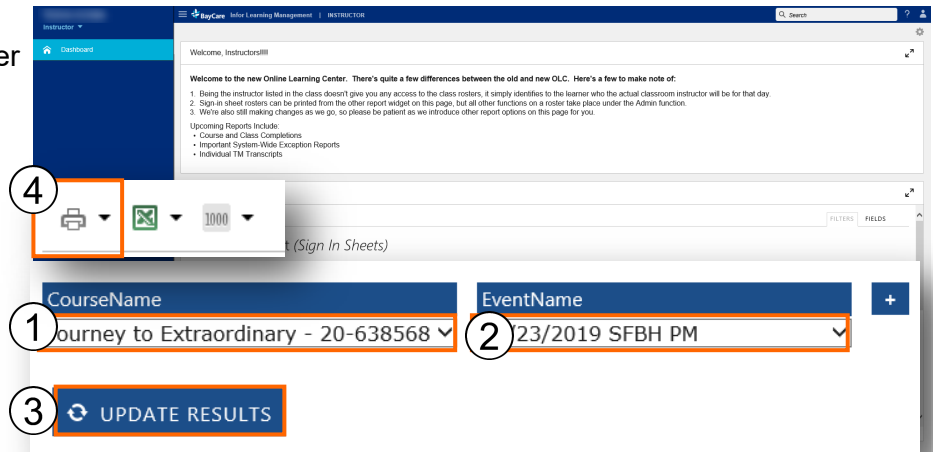 er
Instructor
BayCare Infor Learning Management | INSTRUCTOR
Search
?
Dashboard
Welcome, Instructors!!!!
Welcome to the new Online Learning Center. There's quite a few differences between the old and new OLC. Here's a few to make note of:
1. Being the instructor listed in the class doesn't give you any access to the class rosters, it simply identifies to the learner who the actual classroom instructor will be for that day.
2. Sign-in sheet rosters can be printed from the other report widget on this page, but all other functions on a roster take place under the Admin function.
3. We're also still making changes as we go, so please be patient as we introduce other report options on this page for you.
Upcoming Reports Include:
• Course and Class Completions
• Important System-Wide Exception Reports
• Individual TM Transcripts
4
1000
FILTERS FIELDS
(Sign In Sheets)
CourseName
EventName
+
1
ourney to Extraordinary - 20-638568
2
/23/2019 SFBH PM
3
UPDATE RESULTS